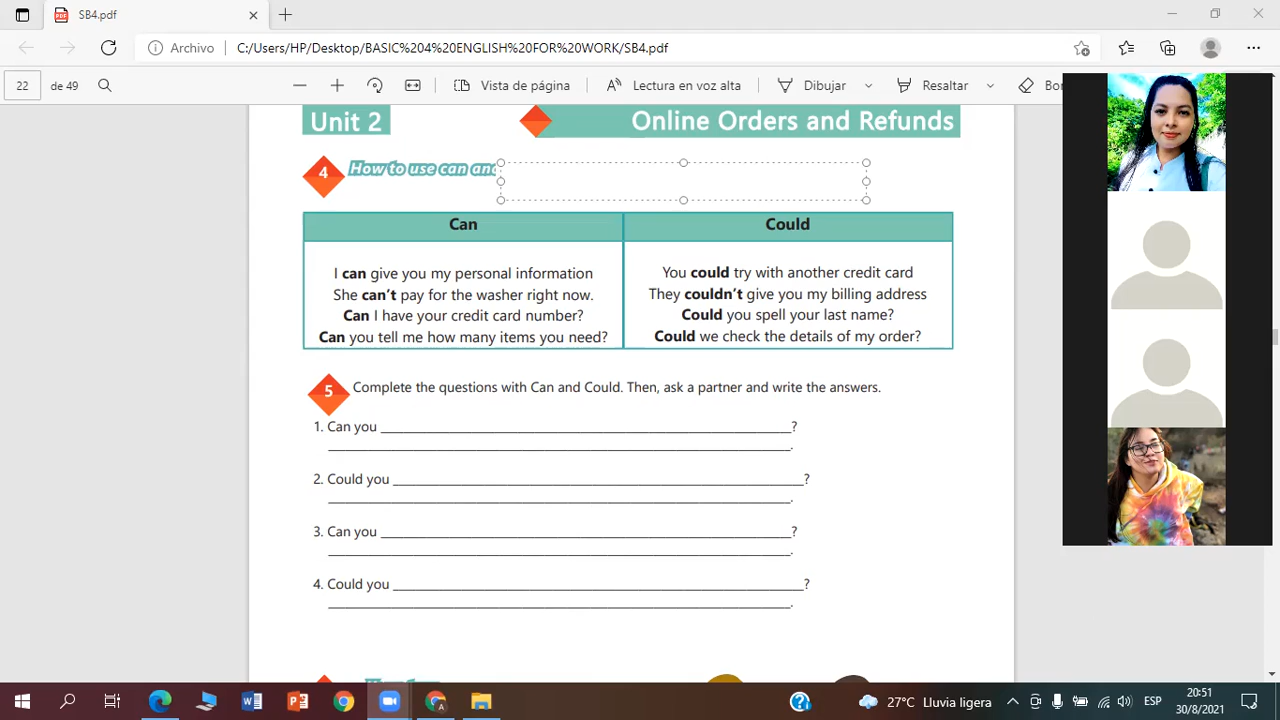 SB4.pdf
Archivo
C:/Users/HP/Desktop/BASIC%204%20ENGLISH%20FOR%20WORK/SB4.pdf
22
de 49
Vista de página
Lectura en voz alta
Dibujar
Resaltar
Unit 2
Online Orders and Refunds
4
How to use can
Can
Could
I can give you my personal information
You could try with another credit card
She can't pay for the washer right now.
They couldn't give you my billing address
Can I have your credit card number?
Could you spell your last name?
Can you tell me how many items you need?
Could we check the details of my order?
5
Complete the questions with Can and Could. Then, ask a partner and write the answers.
1. Can you ?
.
2. Could you ?
.
3. Can you ?
.
4. Could you ?
.
27°C Lluvia ligera
ESP
20:51
30/8/2021